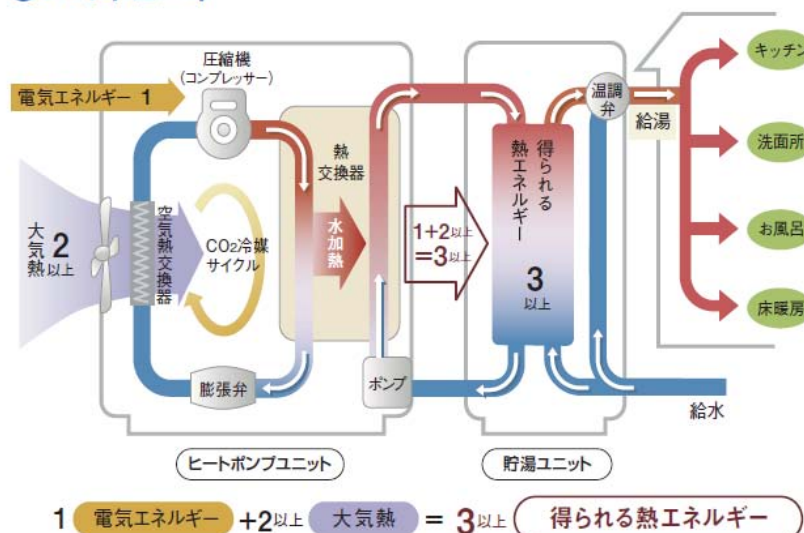 圧縮機
(コンプレッサー)
電気エネルギー 1
大気熱 2以上
空気熱交換器
CO2冷媒
サイクル
膨張弁
熱
交換器
水加熱
ポンプ
ヒートポンプユニット
1+2以上
=3以上
得られる
熱エネルギー
3
以上
貯湯ユニット
温調
弁
給湯
給水
キッチン
洗面所
お風呂
床暖房
1 電気エネルギー +2以上 大気熱 = 3以上 得られる熱エネルギー